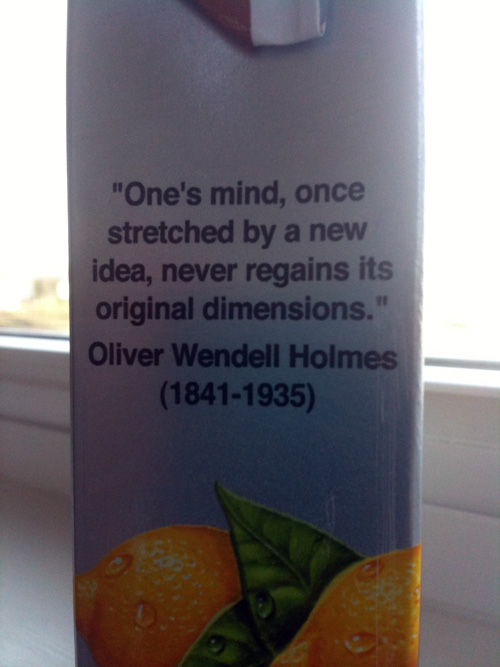 "One's mind, once
stretched by a new
idea, never regains its
original dimensions."
Oliver Wendell Holmes
(1841-1935)